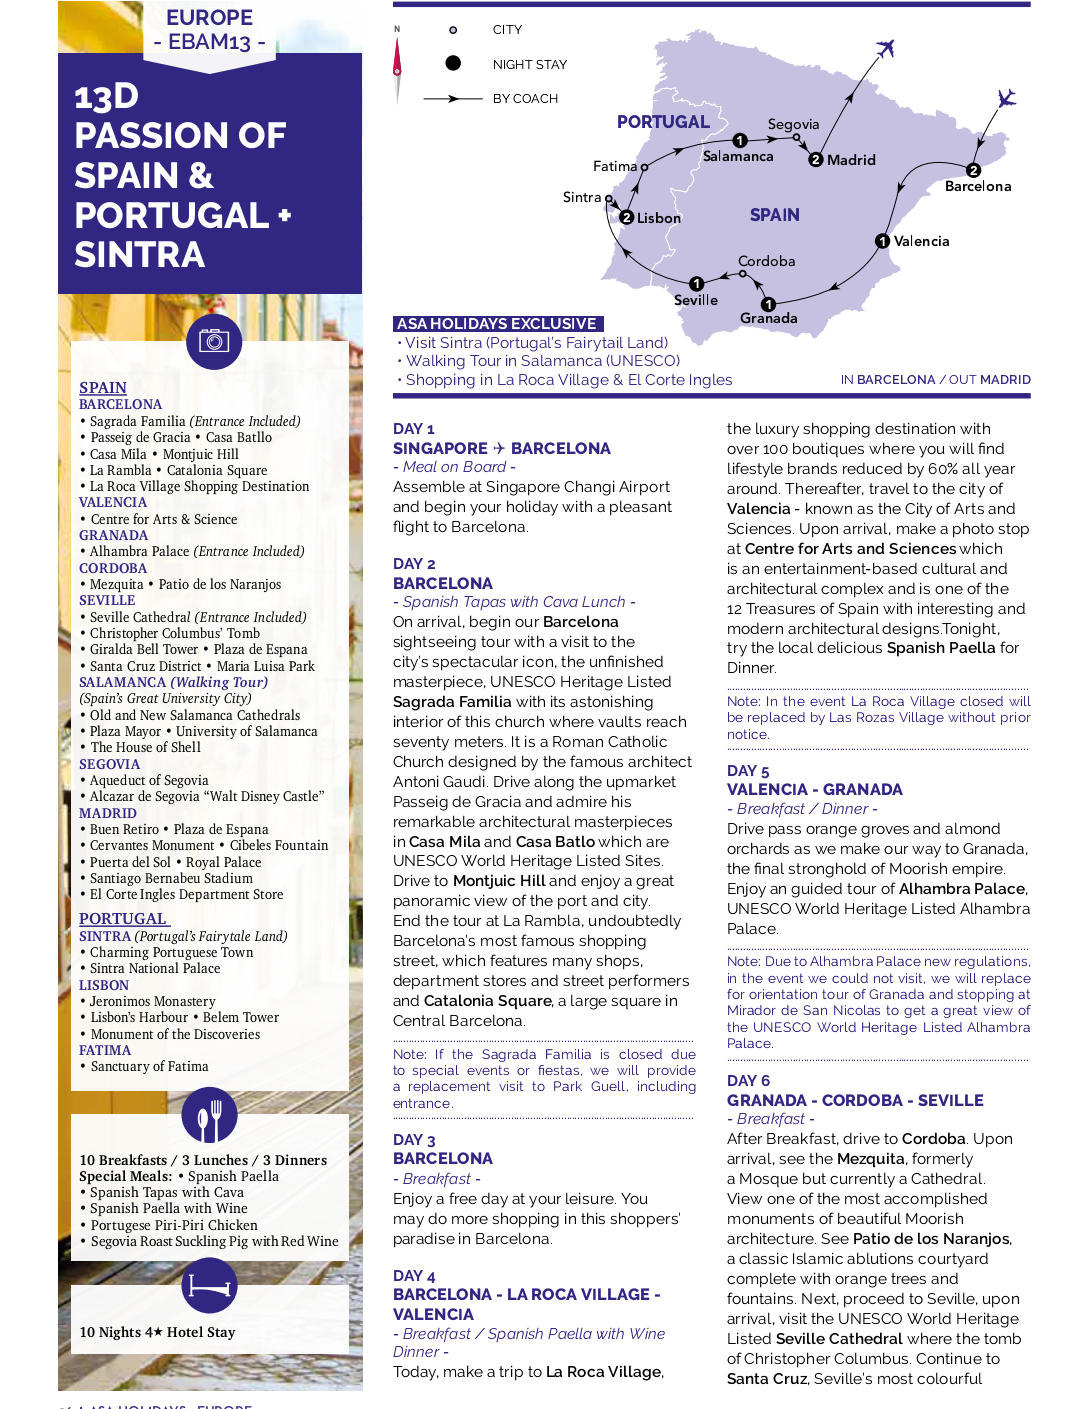 EUROPE
- EBAM13 -
13D
PASSION OF
SPAIN &
PORTUGAL +
SINTRA
SPAIN
BARCELONA
• Sagrada Familia (Entrance Included)
• Passeig de Gracia • Casa Batllo
• Casa Mila • Montjuic Hill
• La Rambla • Catalonia Square
• La Roca Village Shopping Destination
VALENCIA
• Centre for Arts & Science
GRANADA
• Alhambra Palace (Entrance Included)
CORDOBA
• Mezquita • Patio de los Naranjos
SEVILLE
• Seville Cathedral (Entrance Included)
• Christopher Columbus' Tomb
• Giralda Bell Tower • Plaza de Espana
• Santa Cruz District • Maria Luisa Park
SALAMANCA (Walking Tour)
(Spain's Great University City)
• Old and New Salamanca Cathedrals
• Plaza Mayor • University of Salamanca
• The House of Shell
SEGOVIA
• Aqueduct of Segovia
• Alcazar de Segovia “Walt Disney Castle”
MADRID
• Buen Retiro • Plaza de Espana
• Cervantes Monument • Cibeles Fountain
• Puerta del Sol • Royal Palace
• Santiago Bernabeu Stadium
• El Corte Ingles Department Store
PORTUGAL
SINTRA (Portugal's Fairytale Land)
• Charming Portuguese Town
• Sintra National Palace
LISBON
• Jeronimos Monastery
• Lisbon's Harbour • Belem Tower
• Monument of the Discoveries
FATIMA
• Sanctuary of Fatima
10 Breakfasts / 3 Lunches / 3 Dinners
Special Meals: • Spanish Paella
• Spanish Tapas with Cava
• Spanish Paella with Wine
• Portugese Piri-Piri Chicken
• Segovia Roast Suckling Pig with Red Wine
10 Nights 4★ Hotel Stay
N
CITY
NIGHT STAY
BY COACH
PORTUGAL
Segovia
1
Salamanca
2 Madrid
Fatima
2
Barcelona
Sintra
2 Lisbon
SPAIN
1 Valencia
Cordoba
1
Seville
1
Granada
ASA HOLIDAYS EXCLUSIVE
• Visit Sintra (Portugal's Fairytail Land)
• Walking Tour in Salamanca (UNESCO)
• Shopping in La Roca Village & El Corte Ingles
IN BARCELONA / OUT MADRID
DAY 1
SINGAPORE ✈ BARCELONA
- Meal on Board -
Assemble at Singapore Changi Airport
and begin your holiday with a pleasant
flight to Barcelona.
DAY 2
BARCELONA
- Spanish Tapas with Cava Lunch -
On arrival, begin our Barcelona
sightseeing tour with a visit to the
city's spectacular icon, the unfinished
masterpiece, UNESCO Heritage Listed
Sagrada Familia with its astonishing
interior of this church where vaults reach
seventy meters. It is a Roman Catholic
Church designed by the famous architect
Antoni Gaudi. Drive along the upmarket
Passeig de Gracia and admire his
remarkable architectural masterpieces
in Casa Mila and Casa Batlo which are
UNESCO World Heritage Listed Sites.
Drive to Montjuic Hill and enjoy a great
panoramic view of the port and city.
End the tour at La Rambla, undoubtedly
Barcelona's most famous shopping
street, which features many shops,
department stores and street performers
and Catalonia Square, a large square in
Central Barcelona.
Note: If the Sagrada Familia is closed due
to special events or fiestas, we will provide
a replacement visit to Park Guell, including
entrance.
DAY 3
BARCELONA
- Breakfast -
Enjoy a free day at your leisure. You
may do more shopping in this shoppers'
paradise in Barcelona.
DAY 4
BARCELONA - LA ROCA VILLAGE -
VALENCIA
- Breakfast / Spanish Paella with Wine
Dinner -
Today, make a trip to La Roca Village,
the luxury shopping destination with
over 100 boutiques where you will find
lifestyle brands reduced by 60% all year
around. Thereafter, travel to the city of
Valencia - known as the City of Arts and
Sciences. Upon arrival, make a photo stop
at Centre for Arts and Sciences which
is an entertainment-based cultural and
architectural complex and is one of the
12 Treasures of Spain with interesting and
modern architectural designs.Tonight,
try the local delicious Spanish Paella for
Dinner.
Note: In the event La Roca Village closed will
be replaced by Las Rozas Village without prior
notice.
DAY 5
VALENCIA - GRANADA
- Breakfast / Dinner -
Drive pass orange groves and almond
orchards as we make our way to Granada,
the final stronghold of Moorish empire.
Enjoy an guided tour of Alhambra Palace,
UNESCO World Heritage Listed Alhambra
Palace.
Note: Due to Alhambra Palace new regulations,
in the event we could not visit, we will replace
for orientation tour of Granada and stopping at
Mirador de San Nicolas to get a great view of
the UNESCO World Heritage Listed Alhambra
Palace.
DAY 6
GRANADA - CORDOBA - SEVILLE
- Breakfast -
After Breakfast, drive to Cordoba. Upon
arrival, see the Mezquita, formerly
a Mosque but currently a Cathedral.
View one of the most accomplished
monuments of beautiful Moorish
architecture. See Patio de los Naranjos,
a classic Islamic ablutions courtyard
complete with orange trees and
fountains. Next, proceed to Seville, upon
arrival, visit the UNESCO World Heritage
Listed Seville Cathedral where the tomb
of Christopher Columbus. Continue to
Santa Cruz, Seville's most colourful
ASA HOLIDAYS EUROPE